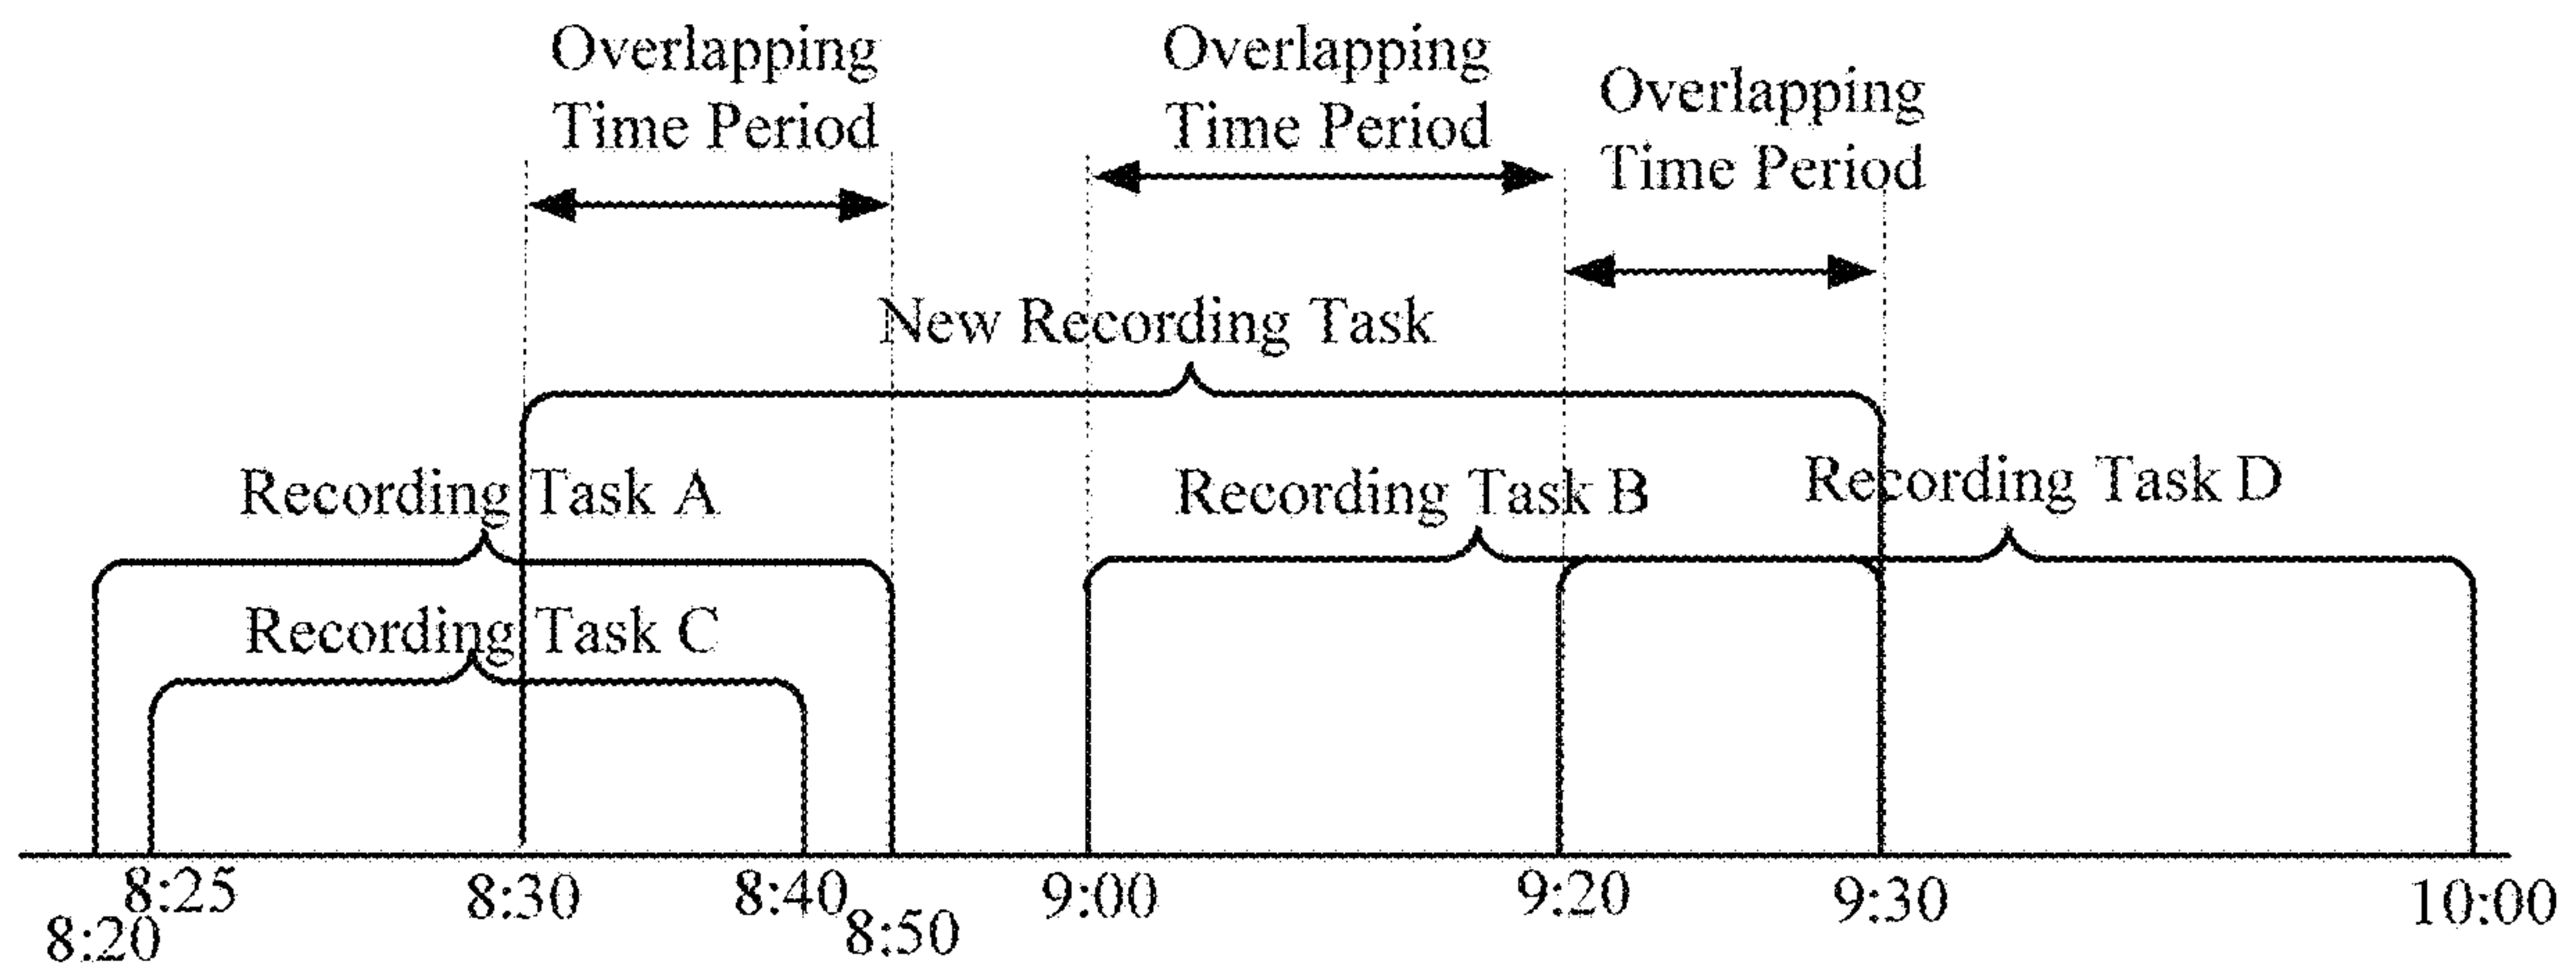 Overlapping
Time Period
Overlapping
Time Period
Overlapping
Time Period
New Recording Task
Recording Task A
Recording Task B
Recording Task D
Recording Task C
8:20
8:25
8:30
8:40
8:50
9:00
9:20
9:30
10:00